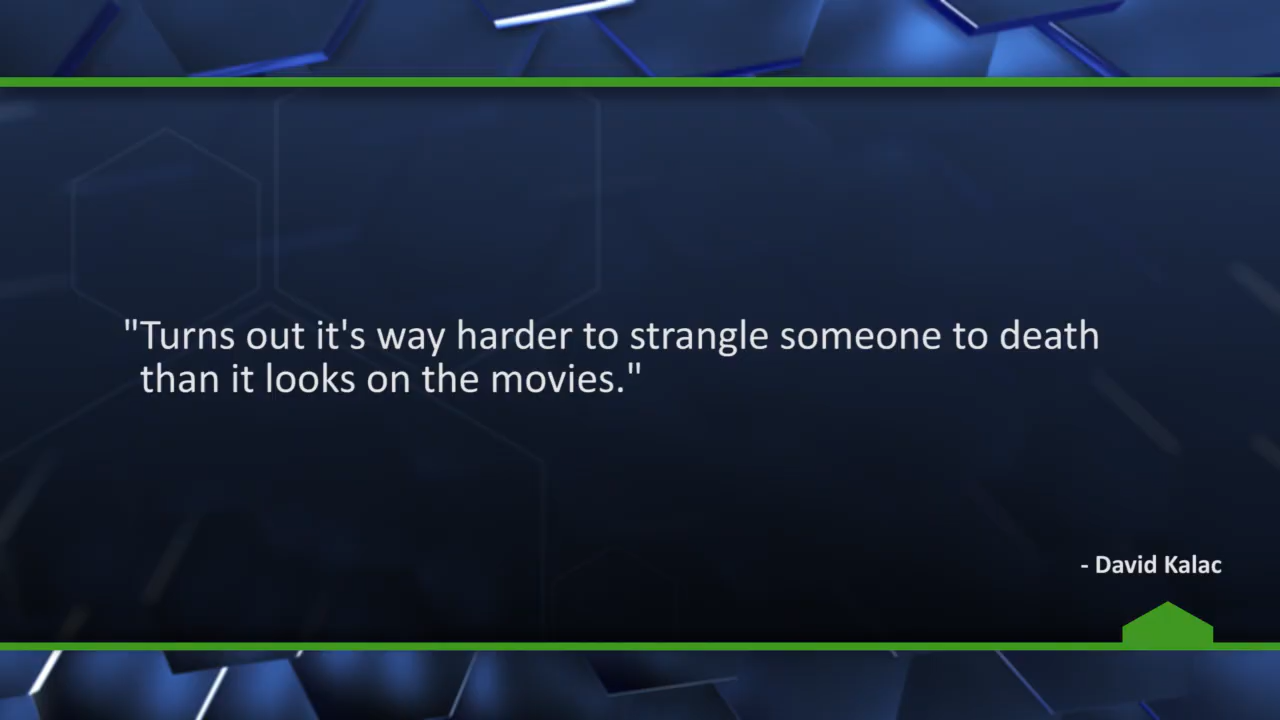 "Turns out it's way harder to strangle someone to death
than it looks on the movies."
- David Kalac